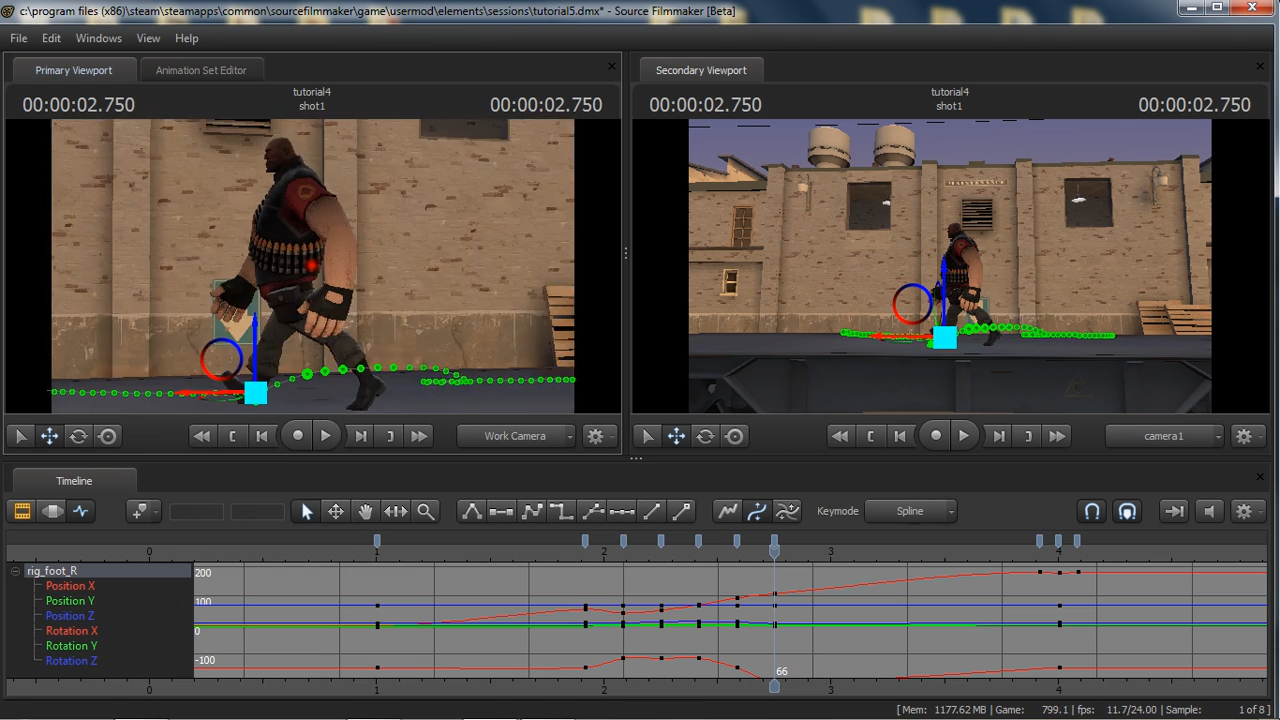 c:\program files (x86)\steam\steamapps\common\sourcefilmmaker\game\usermod\elements\sessions\tutorial5.dmx* - Source Filmmaker [Beta]
File Edit Windows View Help
Primary Viewport Animation Set Editor
Secondary Viewport
00:00:02.750 tutorial4 00:00:02.750
shot1
00:00:02.750 tutorial4 00:00:02.750
shot1
Work Camera
camera1
Timeline
Keymode Spline
0 1 2 3 4
rig_foot_R
Position X
Position Y
Position Z
Rotation X
Rotation Y
Rotation Z
200
100
0
-100
66
0 1 2 3 4
[ Mem: 1177.62 MB | Game: 799.1 | fps: 11.7/24.00 | Sample: 1 of 8 ]